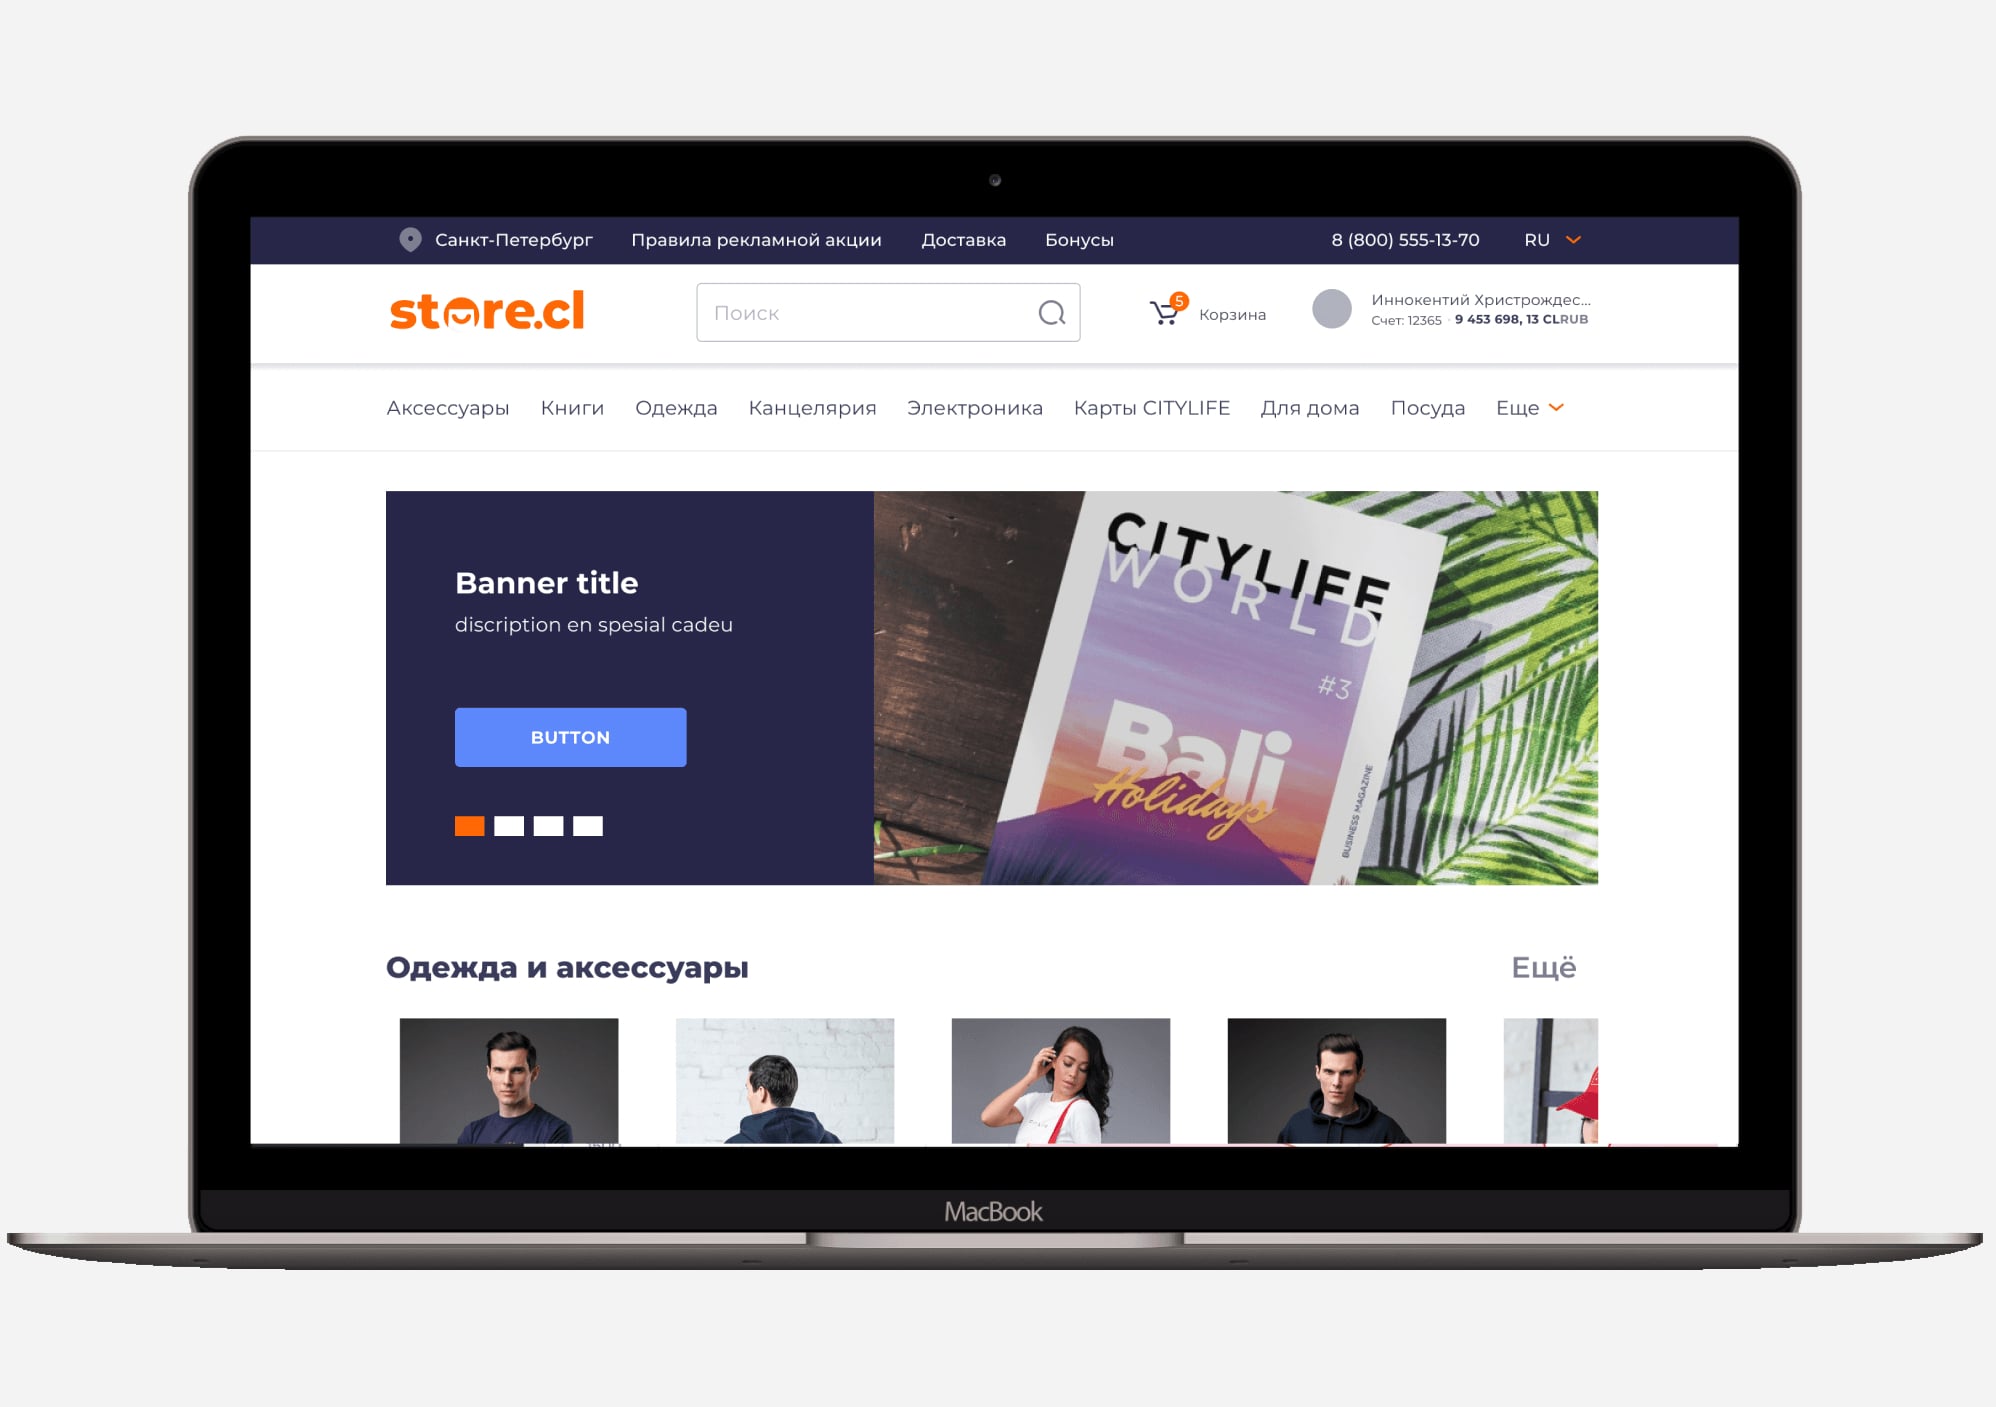 Санкт-Петербург Правила рекламной акции Доставка Бонусы 8 (800) 555-13-70 RU
store.cl Поиск 5 Корзина Иннокентий Христрождес...
Счет: 12365 · 9 453 698, 13 CLRUB
Аксессуары Книги Одежда Канцелярия Электроника Карты CITYLIFE Для дома Посуда Еще
Banner title
discription en spesial cadeu
BUTTON
CITYLIFE
WORLD
#3
Bali
Holidays
BUSINESS MAGAZINE
Одежда и аксессуары Ещё
MacBook